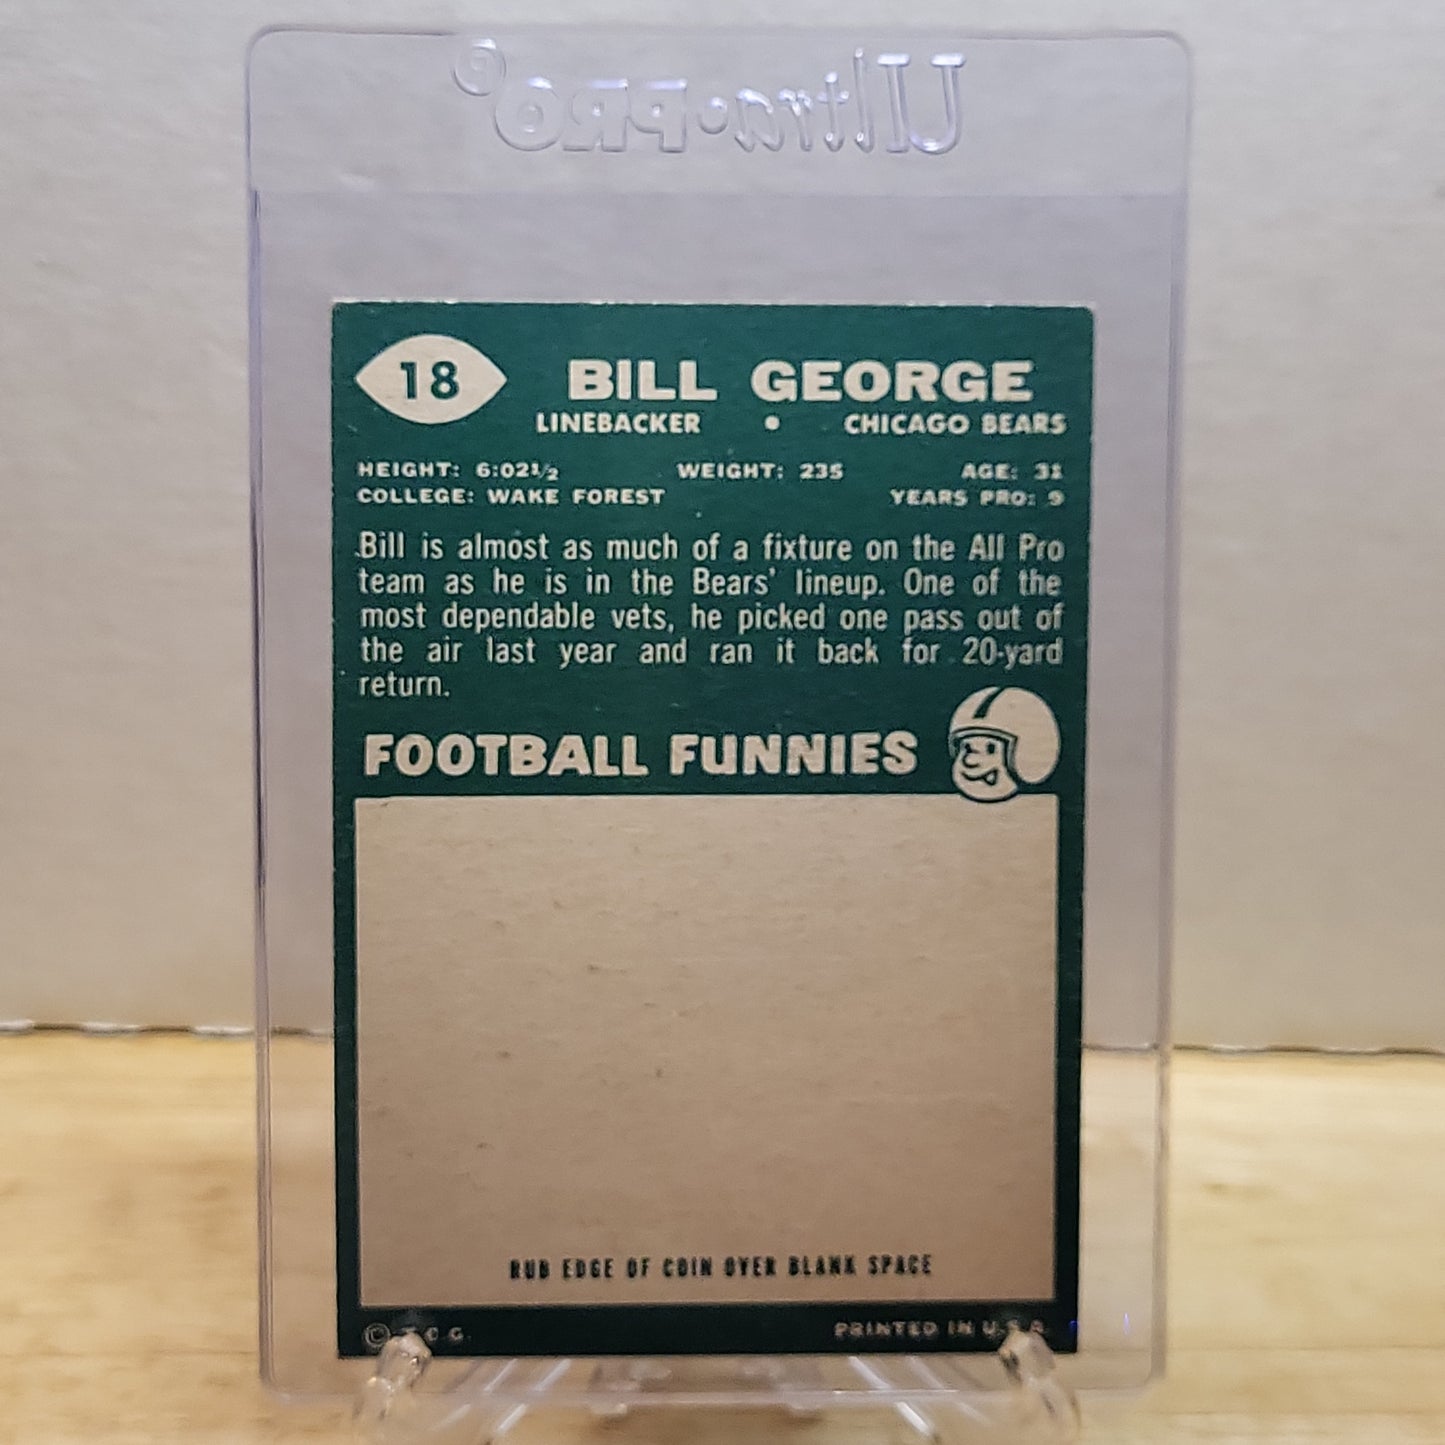 Ultra•PRO®
18
BILL GEORGE
LINEBACKER • CHICAGO BEARS
HEIGHT: 6:02½ WEIGHT: 235 AGE: 31
COLLEGE: WAKE FOREST YEARS PRO: 9
Bill is almost as much of a fixture on the All Pro
team as he is in the Bears' lineup. One of the
most dependable vets, he picked one pass out of
the air last year and ran it back for 20-yard
return.
FOOTBALL FUNNIES
RUB EDGE OF COIN OVER BLANK SPACE
© T.C.G. PRINTED IN U.S.A.